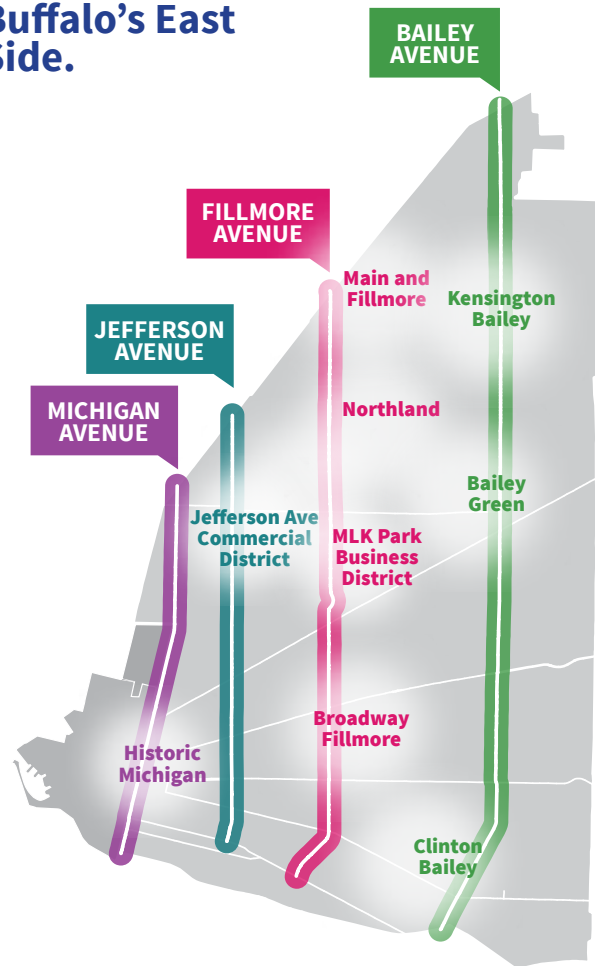 Buffalo's East
Side.
BAILEY
AVENUE
FILLMORE
AVENUE
Main and
Fillmore
Kensington
Bailey
JEFFERSON
AVENUE
MICHIGAN
AVENUE
Northland
Bailey
Green
Jefferson Ave
Commercial
District
MLK Park
Business
District
Broadway
Fillmore
Historic
Michigan
Clinton
Bailey